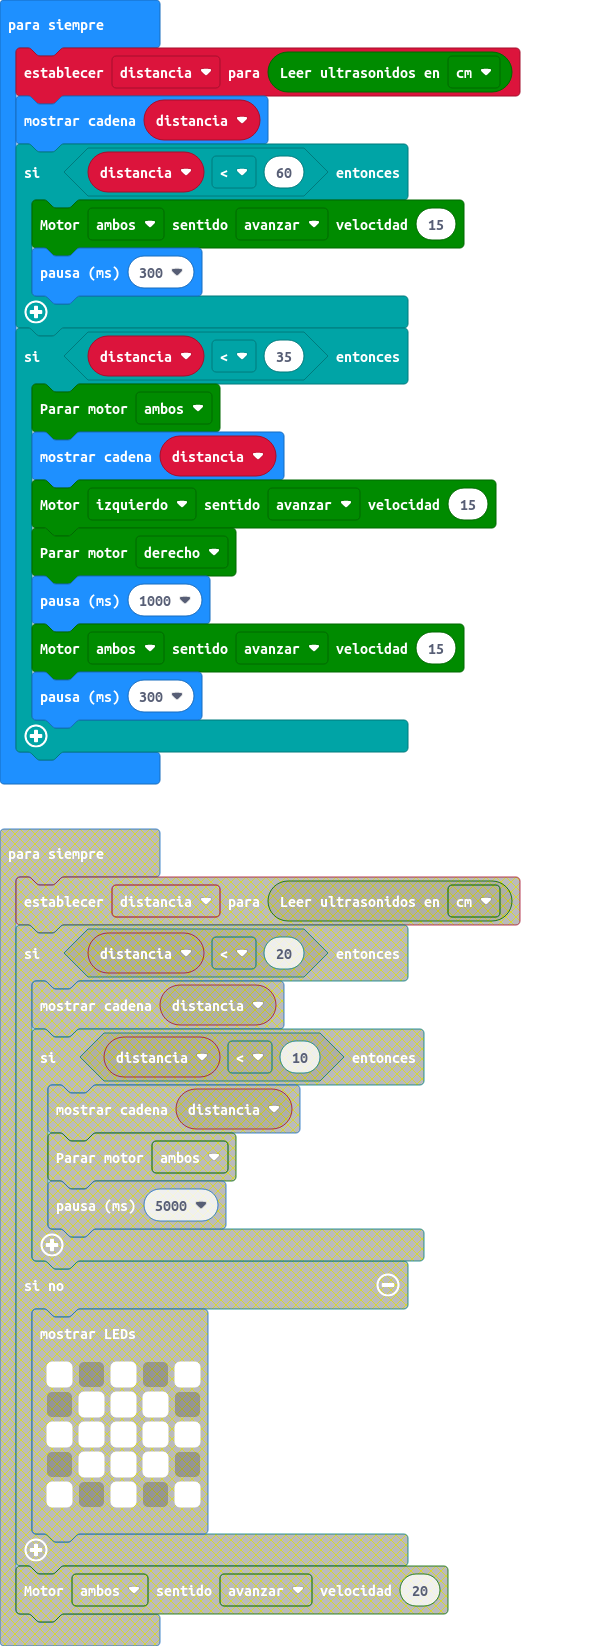 para siempre
establecer distancia para Leer ultrasonidos en cm
mostrar cadena distancia
si distancia < 60 entonces
Motor ambos sentido avanzar velocidad 15
pausa (ms) 300
si distancia < 35 entonces
Parar motor ambos
mostrar cadena distancia
Motor izquierdo sentido avanzar velocidad 15
Parar motor derecho
pausa (ms) 1000
Motor ambos sentido avanzar velocidad 15
pausa (ms) 300
para siempre
establecer distancia para Leer ultrasonidos en cm
si distancia < 20 entonces
mostrar cadena distancia
si distancia < 10 entonces
mostrar cadena distancia
Parar motor ambos
pausa (ms) 5000
si no
mostrar LEDs
Motor ambos sentido avanzar velocidad 20